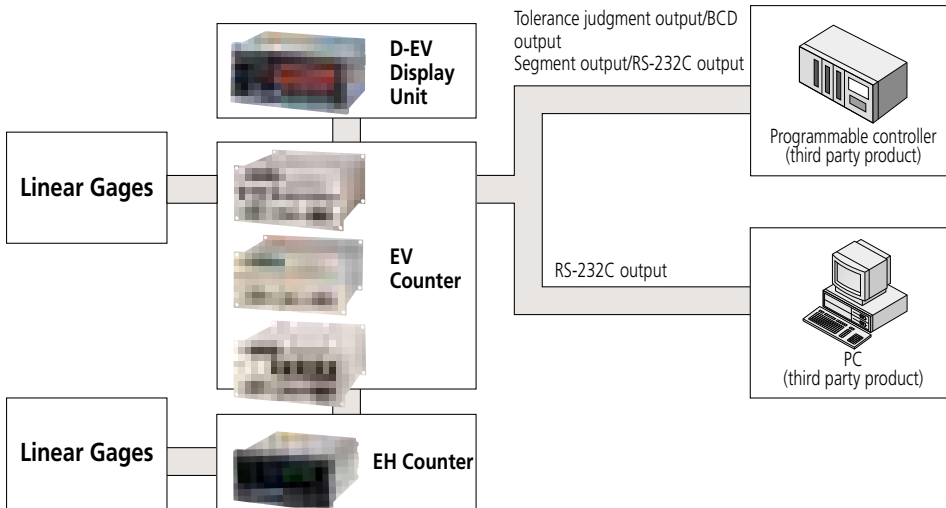 D-EV
Display
Unit
Tolerance judgment output/BCD
output
Segment output/RS-232C output
Programmable controller
(third party product)
Linear Gages
EV
Counter
RS-232C output
PC
(third party product)
Linear Gages
EH Counter